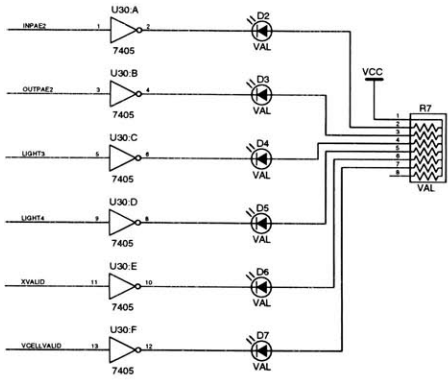 U30:A
D2
INPAE2 1 2
7405
VAL
VCC
U30:B
D3
R7
OUTPAE2 3 4
7405
VAL
1
2
3
4
5
6
7
8
VAL
U30:C
D4
LIGHT3 5 6
7405
VAL
U30:D
D5
LIGHT4 9 8
7405
VAL
U30:E
D6
XVALID 11 10
7405
VAL
U30:F
D7
VCELLVALID 13 12
7405
VAL